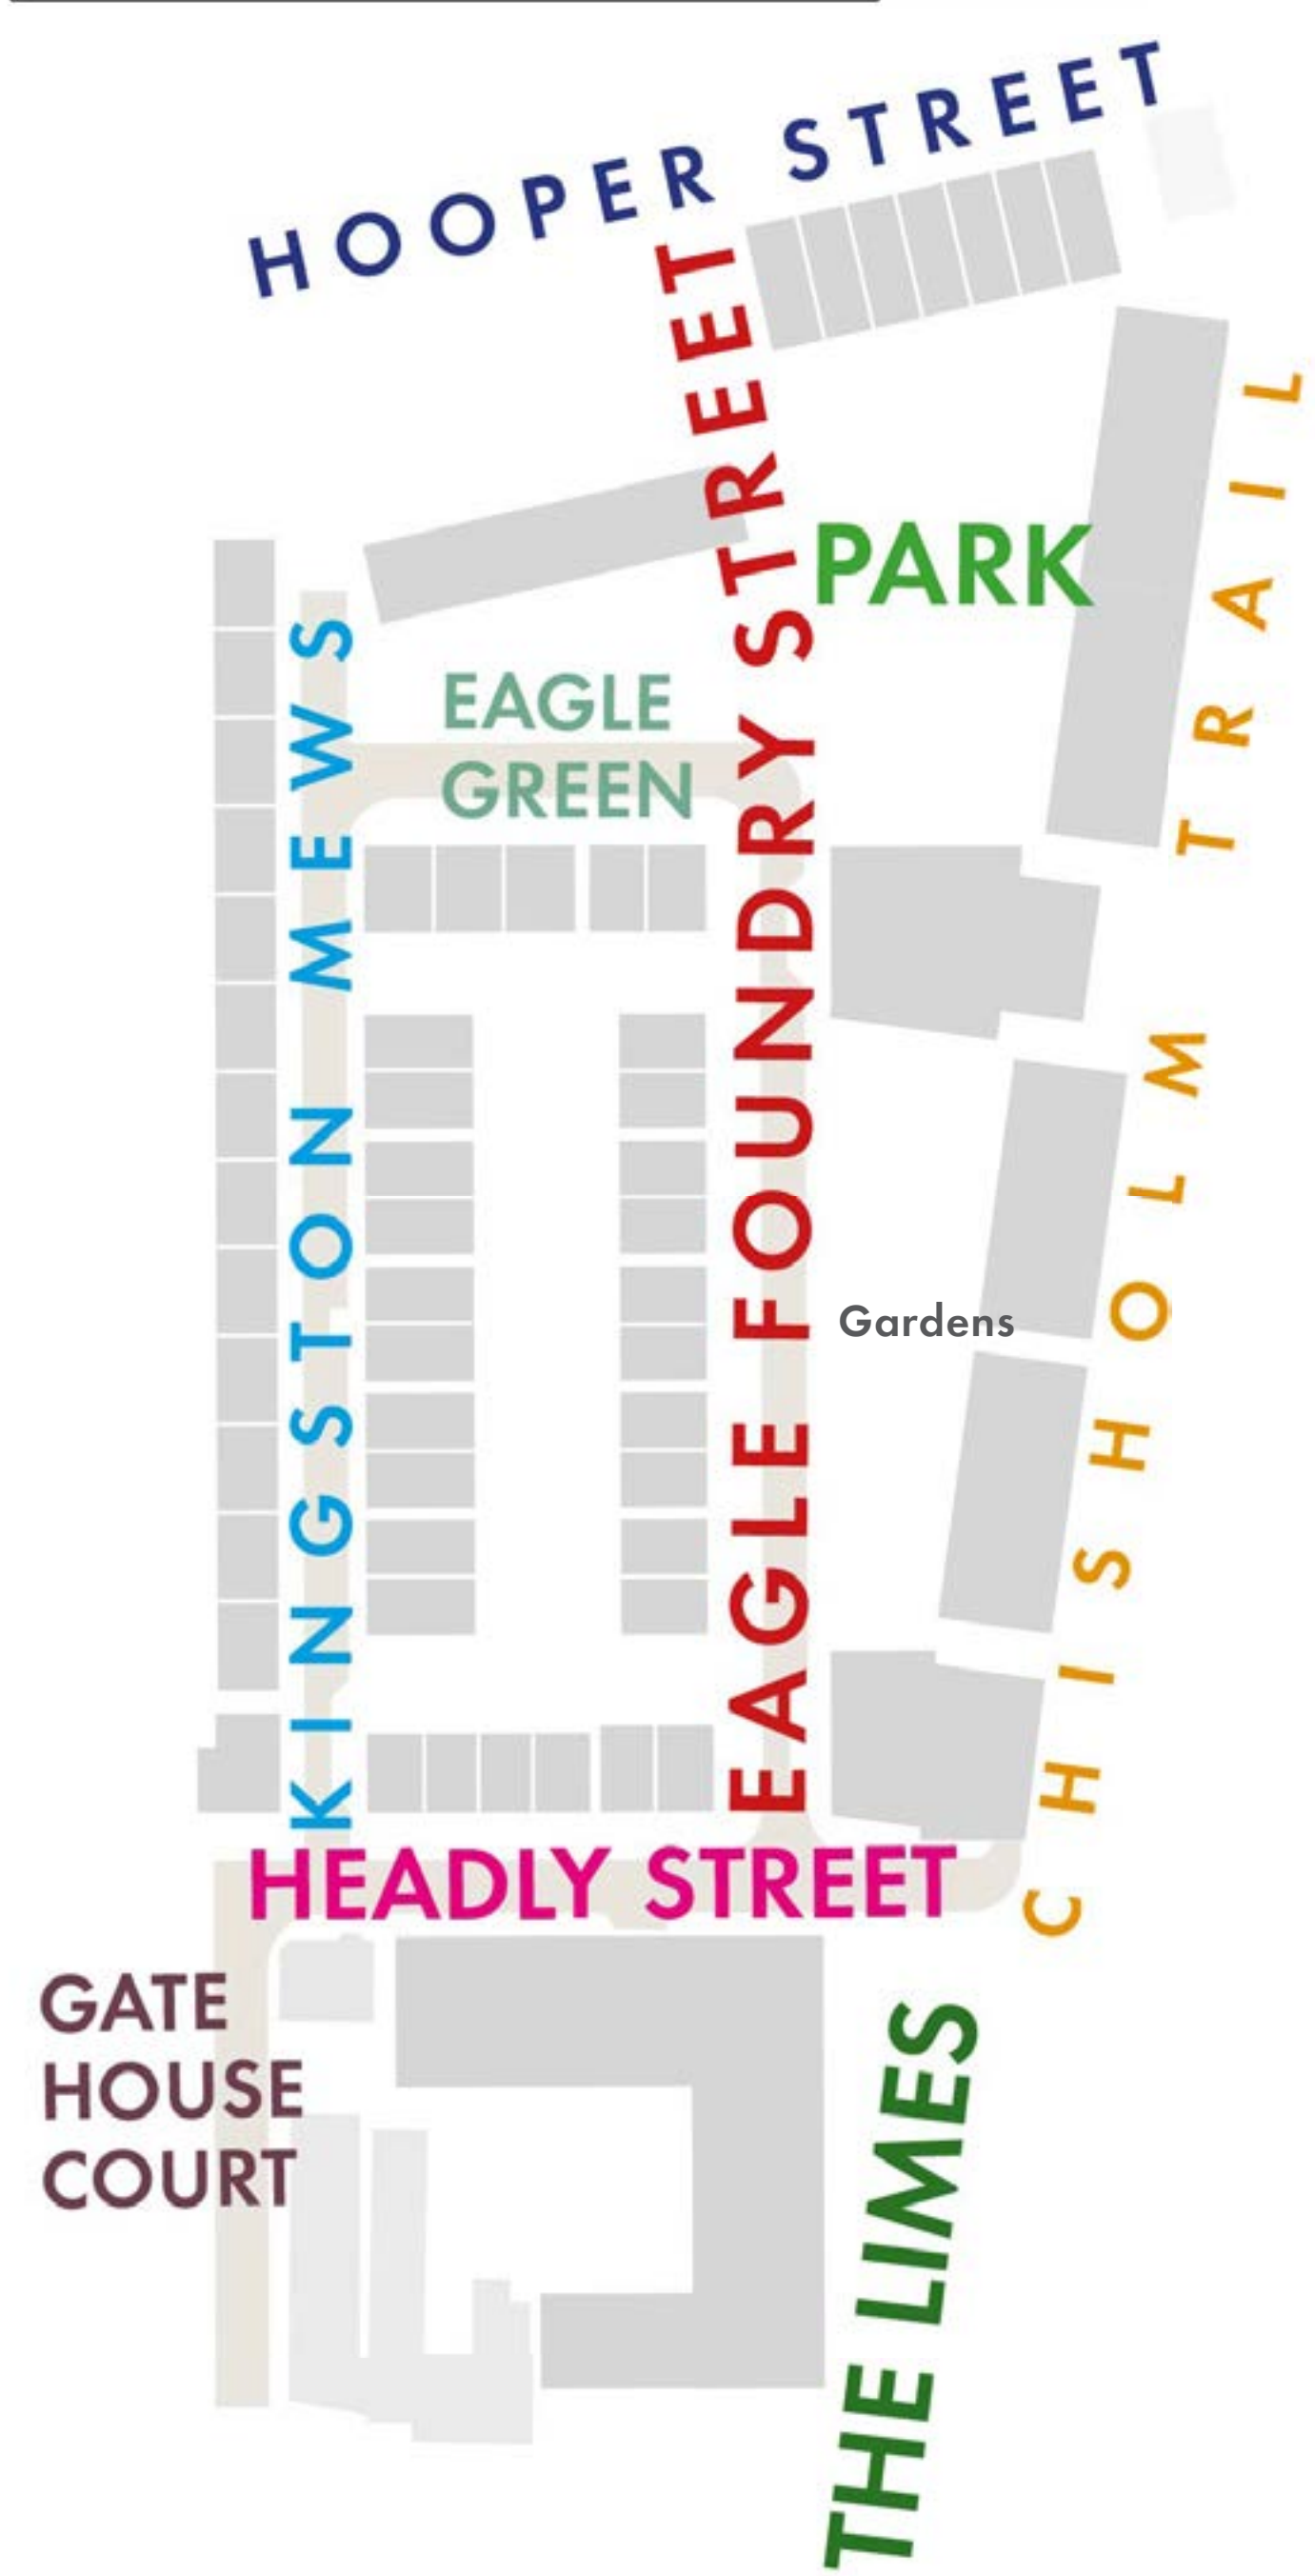 HOOPER STREET
EAGLE FOUNDRY STREET
PARK
CHISHOLM TRAIL
KINGSTON MEWS
EAGLE
GREEN
Gardens
HEADLY STREET
GATE
HOUSE
COURT
THE LIMES